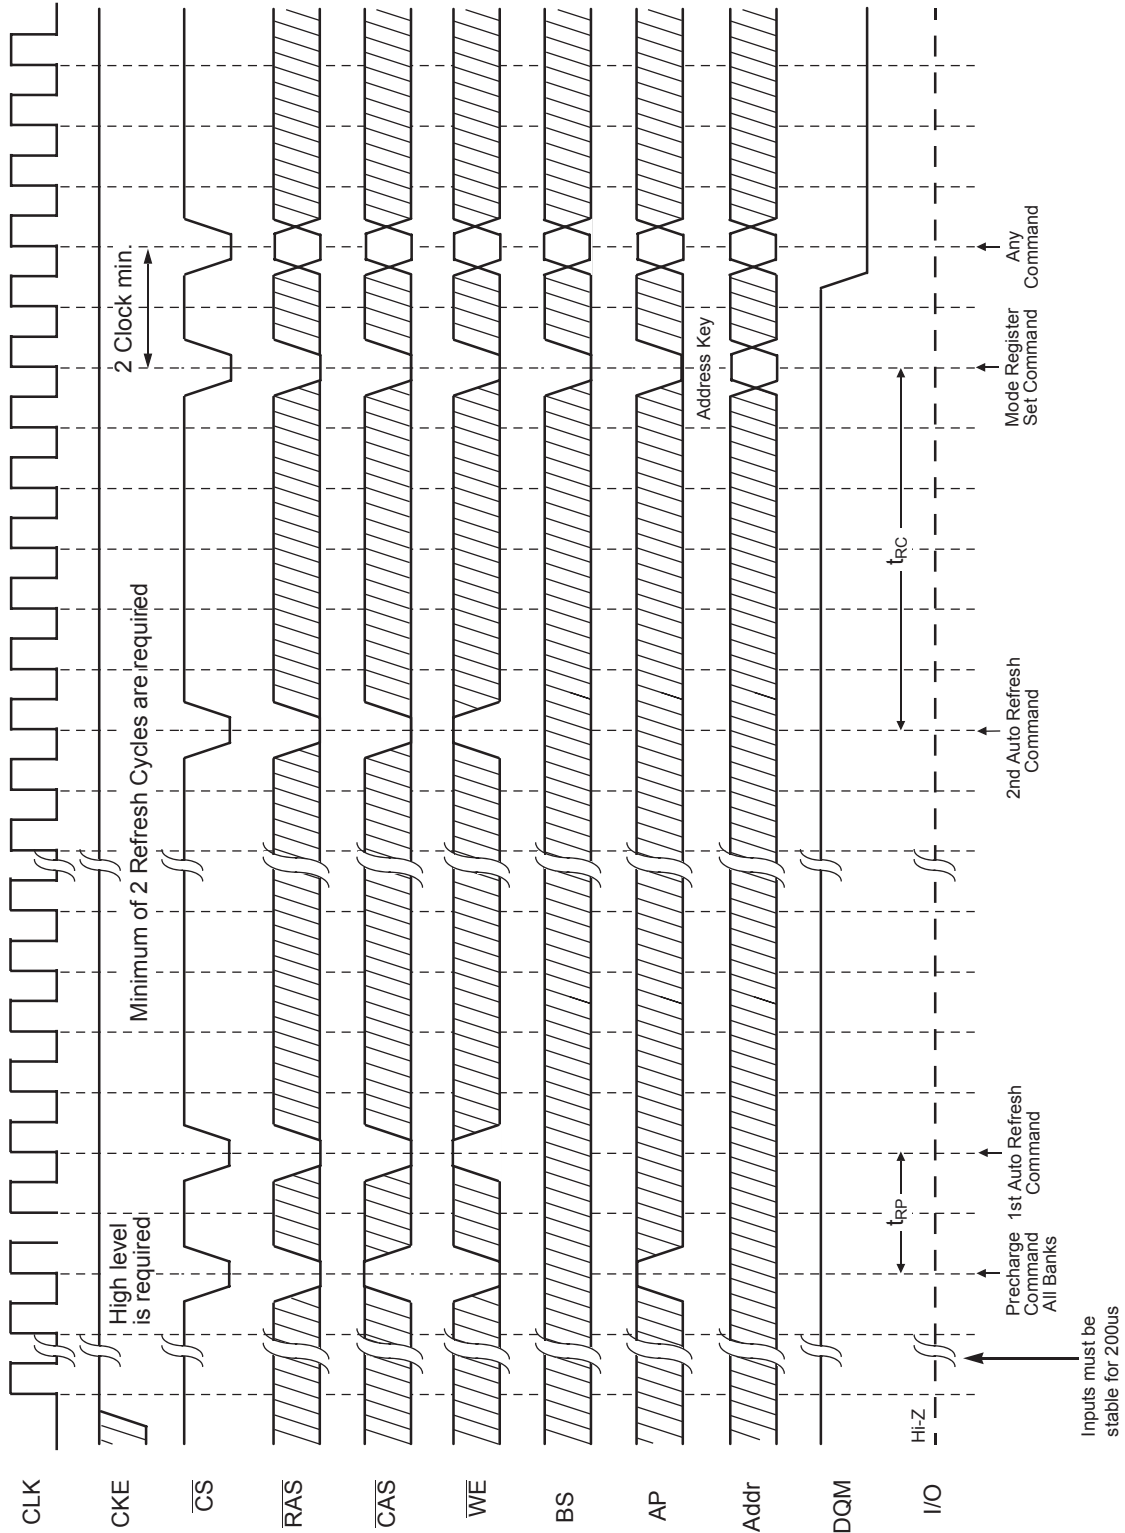 CLK
CKE
CS
RAS
CAS
WE
BS
AP
Addr
DQM
I/O
High level
is required
Minimum of 2 Refresh Cycles are required
2 Clock min.
Address Key
tRP
tRC
Hi-Z
Inputs must be
stable for 200us
Precharge
Command
All Banks
1st Auto Refresh
Command
2nd Auto Refresh
Command
Mode Register
Set Command
Any
Command